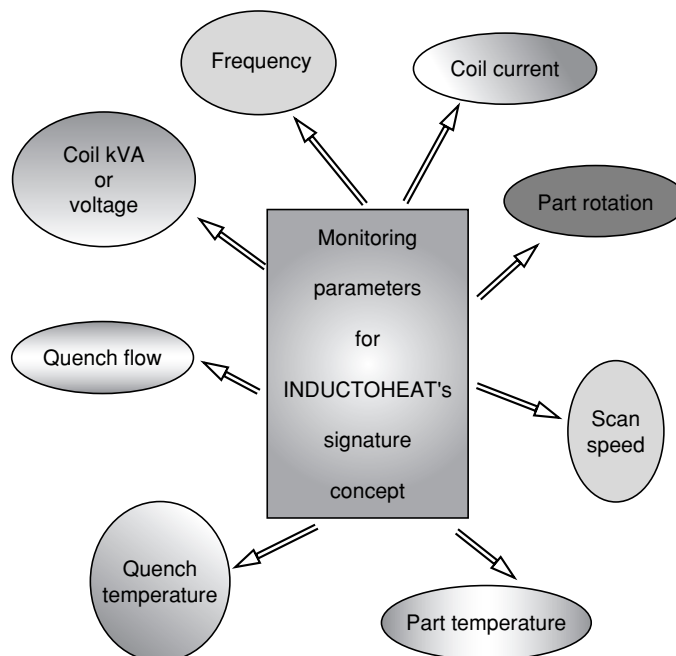 Frequency
Coil current
Coil kVA
or
voltage
Part rotation
Monitoring
parameters
for
INDUCTOHEAT's
signature
concept
Quench flow
Scan
speed
Quench
temperature
Part temperature